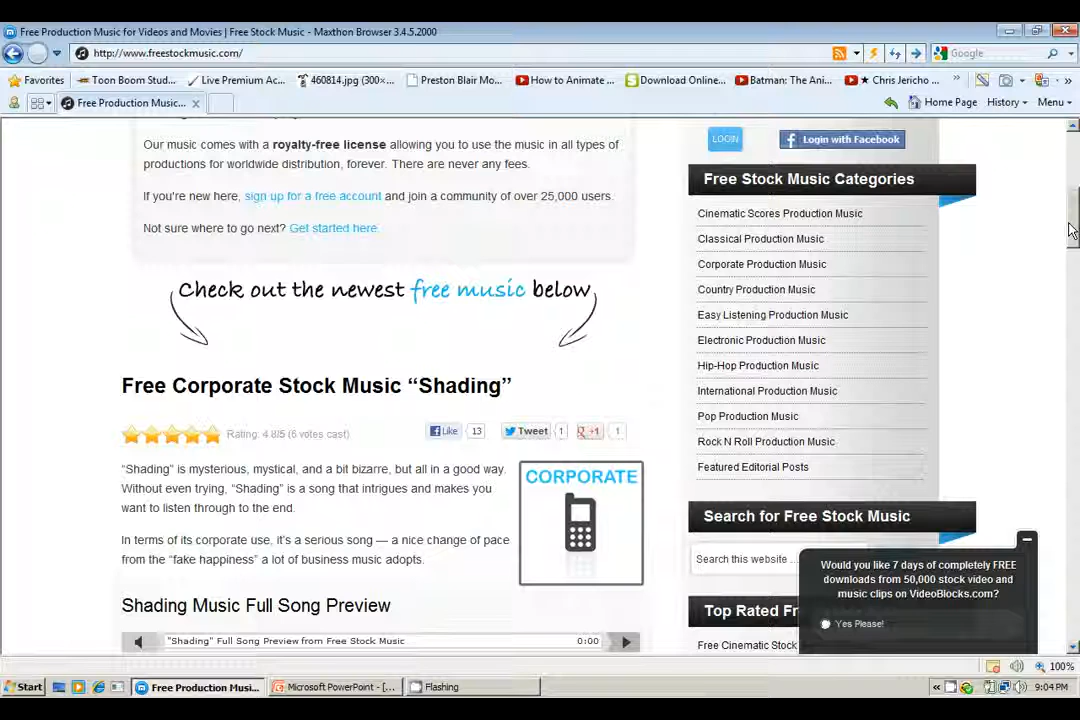 Free Production Music for Videos and Movies | Free Stock Music - Maxthon Browser 3.4.5.2000
http://www.freestockmusic.com/
Google
Favorites
Toon Boom Stud...
Live Premium Ac...
460814.jpg (300×...
Preston Blair Mo...
How to Animate ...
Download Online...
Batman: The Ani...
★ Chris Jericho ...
Free Production Music...
Home Page
History
Menu
Our music comes with a royalty-free license allowing you to use the music in all types of
productions for worldwide distribution, forever. There are never any fees.
If you're new here, sign up for a free account and join a community of over 25,000 users.
Not sure where to go next? Get started here.
Check out the newest free music below
Free Corporate Stock Music “Shading”
Rating: 4.8/5 (6 votes cast)
Like 13
Tweet 1
+1 1
“Shading” is mysterious, mystical, and a bit bizarre, but all in a good way.
Without even trying, “Shading” is a song that intrigues and makes you
want to listen through to the end.
In terms of its corporate use, it’s a serious song — a nice change of pace
from the “fake happiness” a lot of business music adopts.
CORPORATE
Shading Music Full Song Preview
"Shading" Full Song Preview from Free Stock Music 0:00
LOGIN
Login with Facebook
Free Stock Music Categories
Cinematic Scores Production Music
Classical Production Music
Corporate Production Music
Country Production Music
Easy Listening Production Music
Electronic Production Music
Hip-Hop Production Music
International Production Music
Pop Production Music
Rock N Roll Production Music
Featured Editorial Posts
Search for Free Stock Music
Search this website ...
Top Rated Fr
Free Cinematic Stock
Would you like 7 days of completely FREE
downloads from 50,000 stock video and
music clips on VideoBlocks.com?
Yes Please!
100%
Start
Free Production Musi...
Microsoft PowerPoint - [...
Flashing
9:04 PM